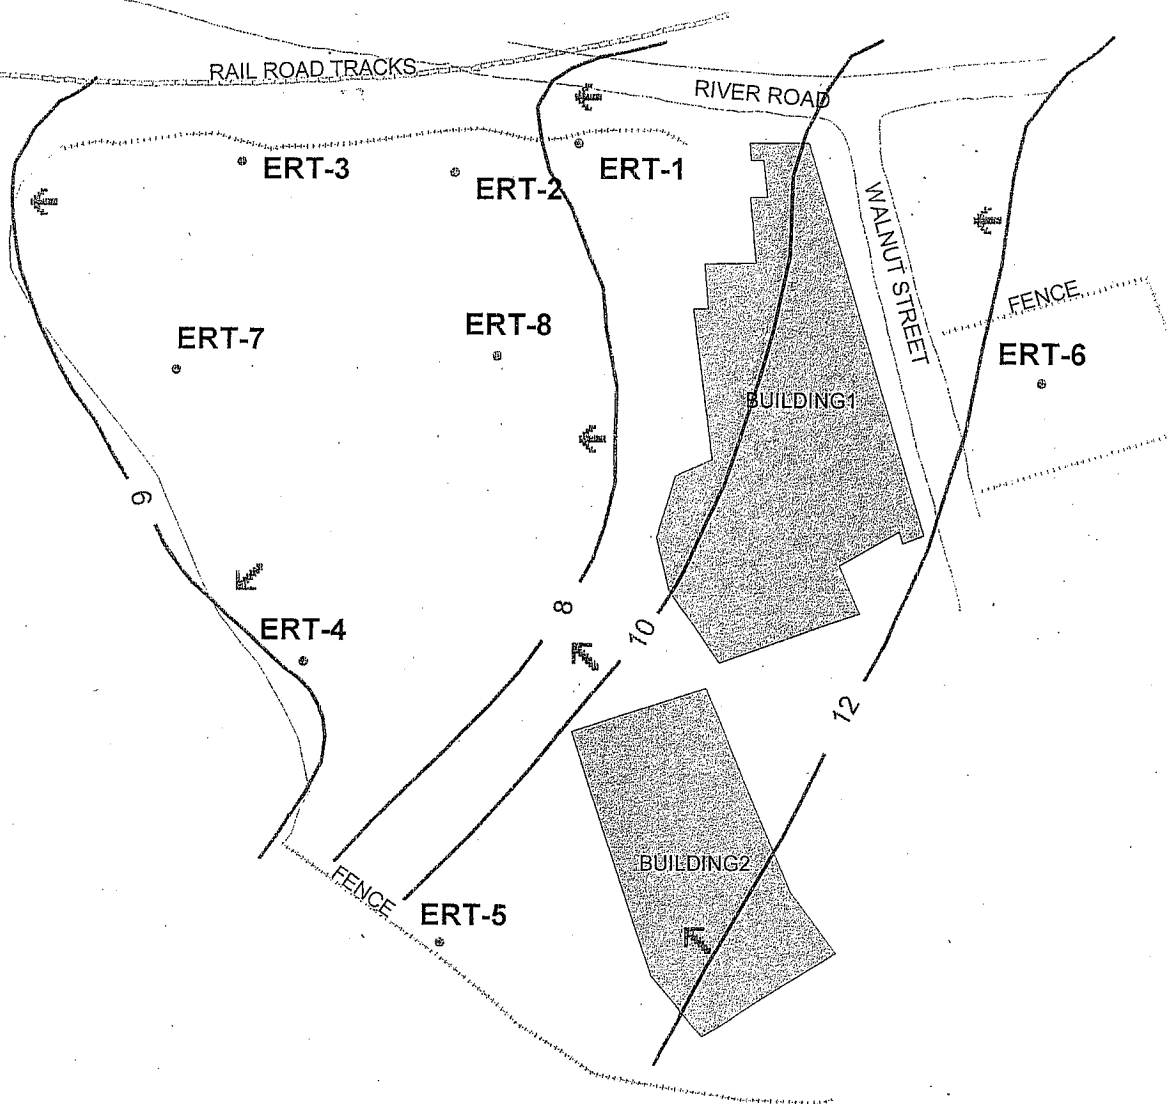 RAIL ROAD TRACKS
RIVER ROAD
ERT-3
ERT-2
ERT-1
WALNUT STREET
FENCE
ERT-7
ERT-8
ERT-6
BUILDING1
6
8
10
ERT-4
12
BUILDING2
FENCE
ERT-5